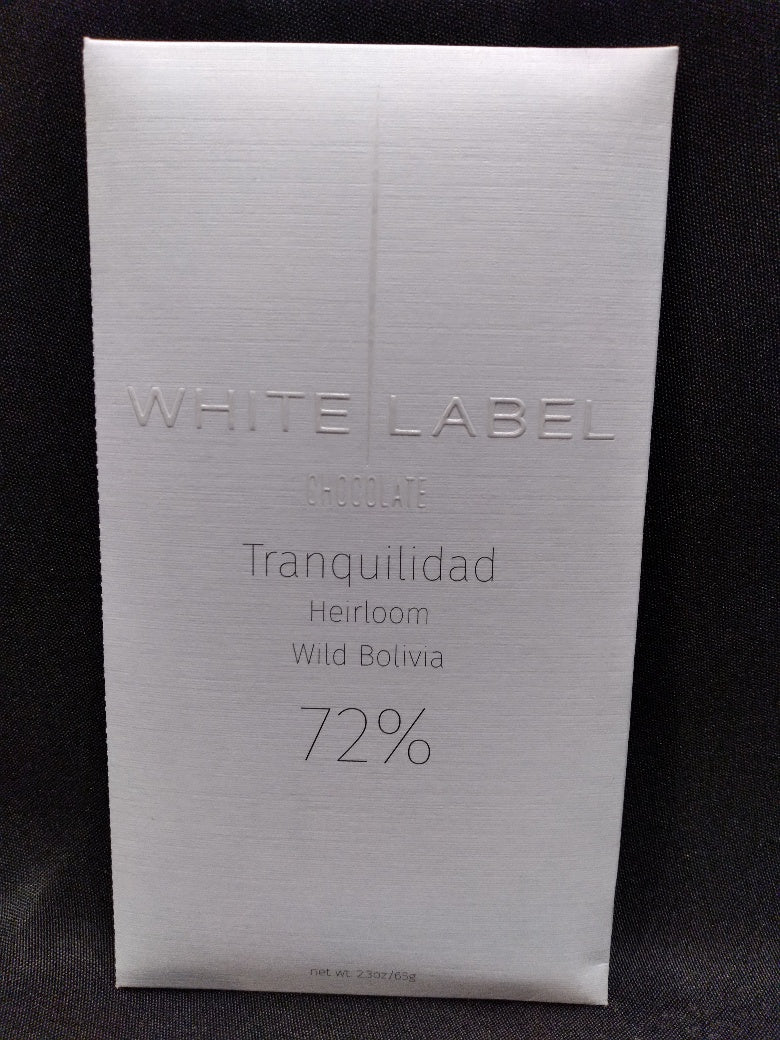 WHITE LABEL
CHOCOLATE
Tranquilidad
Heirloom
Wild Bolivia
72%
net wt. 2.3oz/65g